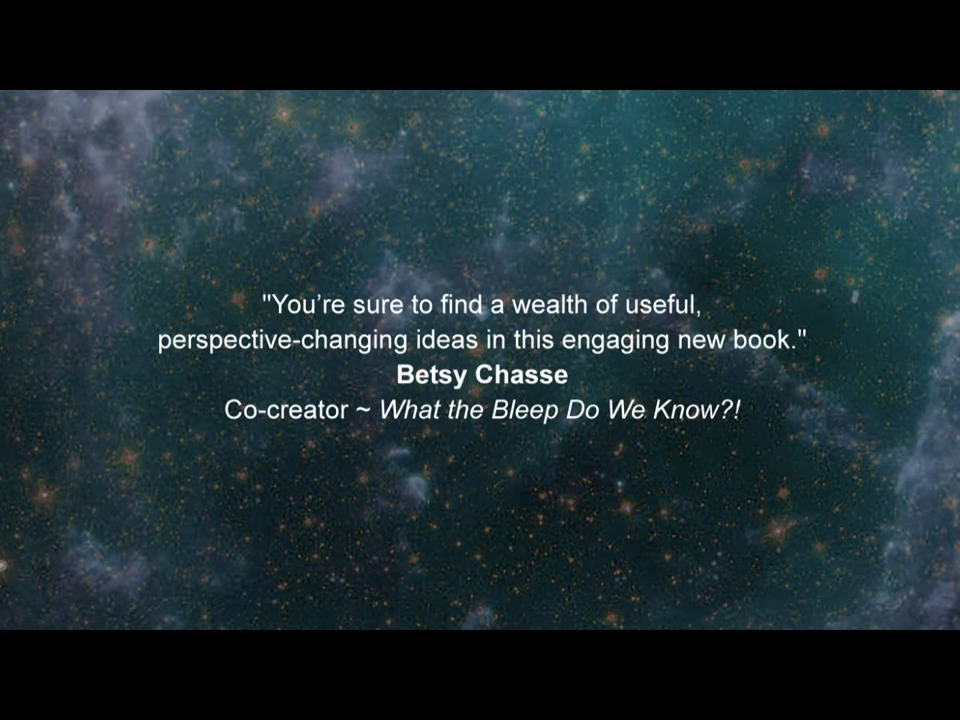 "You’re sure to find a wealth of useful,
perspective-changing ideas in this engaging new book."
Betsy Chasse
Co-creator ~ What the Bleep Do We Know?!